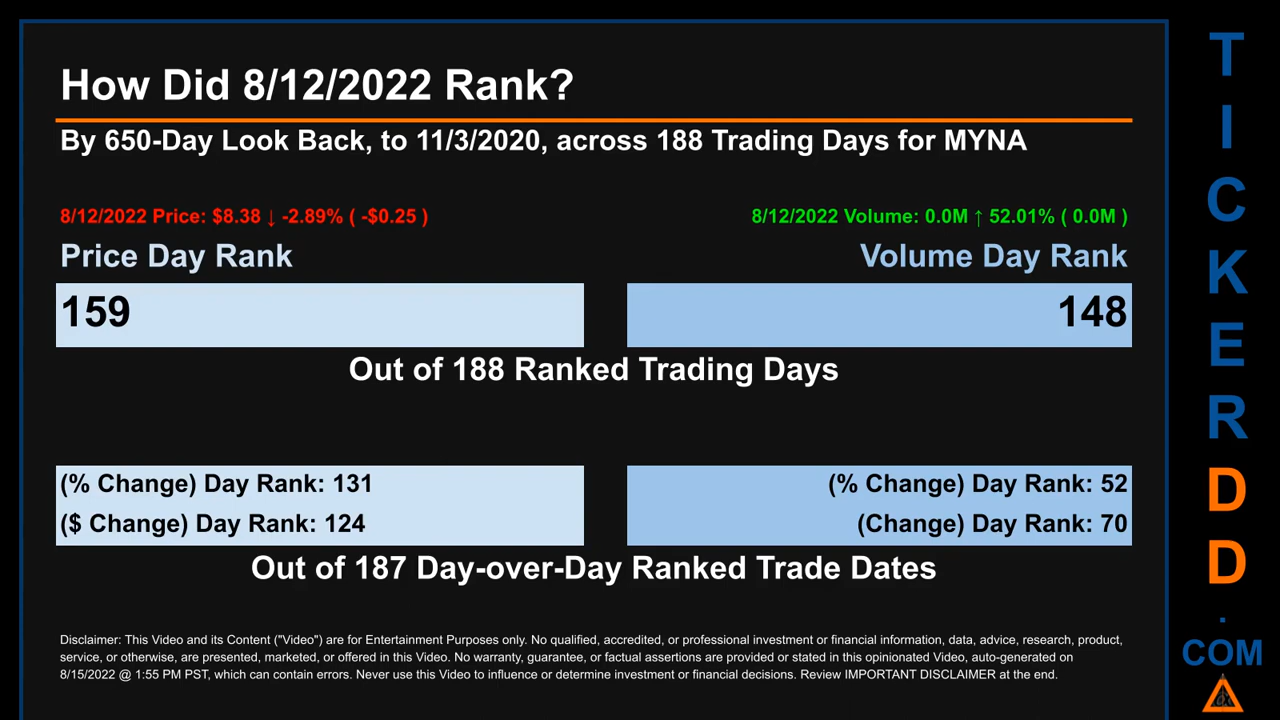 How Did 8/12/2022 Rank?
By 650-Day Look Back, to 11/3/2020, across 188 Trading Days for MYNA
8/12/2022 Price: $8.38 ↓ -2.89% ( -$0.25 )
8/12/2022 Volume: 0.0M ↑ 52.01% ( 0.0M )
Price Day Rank
Volume Day Rank
159
148
Out of 188 Ranked Trading Days
(% Change) Day Rank: 131
($ Change) Day Rank: 124
(% Change) Day Rank: 52
(Change) Day Rank: 70
Out of 187 Day-over-Day Ranked Trade Dates
Disclaimer: This Video and its Content ("Video") are for Entertainment Purposes only. No qualified, accredited, or professional investment or financial information, data, advice, research, product,
service, or otherwise, are presented, marketed, or offered in this Video. No warranty, guarantee, or factual assertions are provided or stated in this opinionated Video, auto-generated on
8/15/2022 @ 1:55 PM PST, which can contain errors. Never use this Video to influence or determine investment or financial decisions. Review IMPORTANT DISCLAIMER at the end.
T
I
C
K
E
R
D
D
.
COM